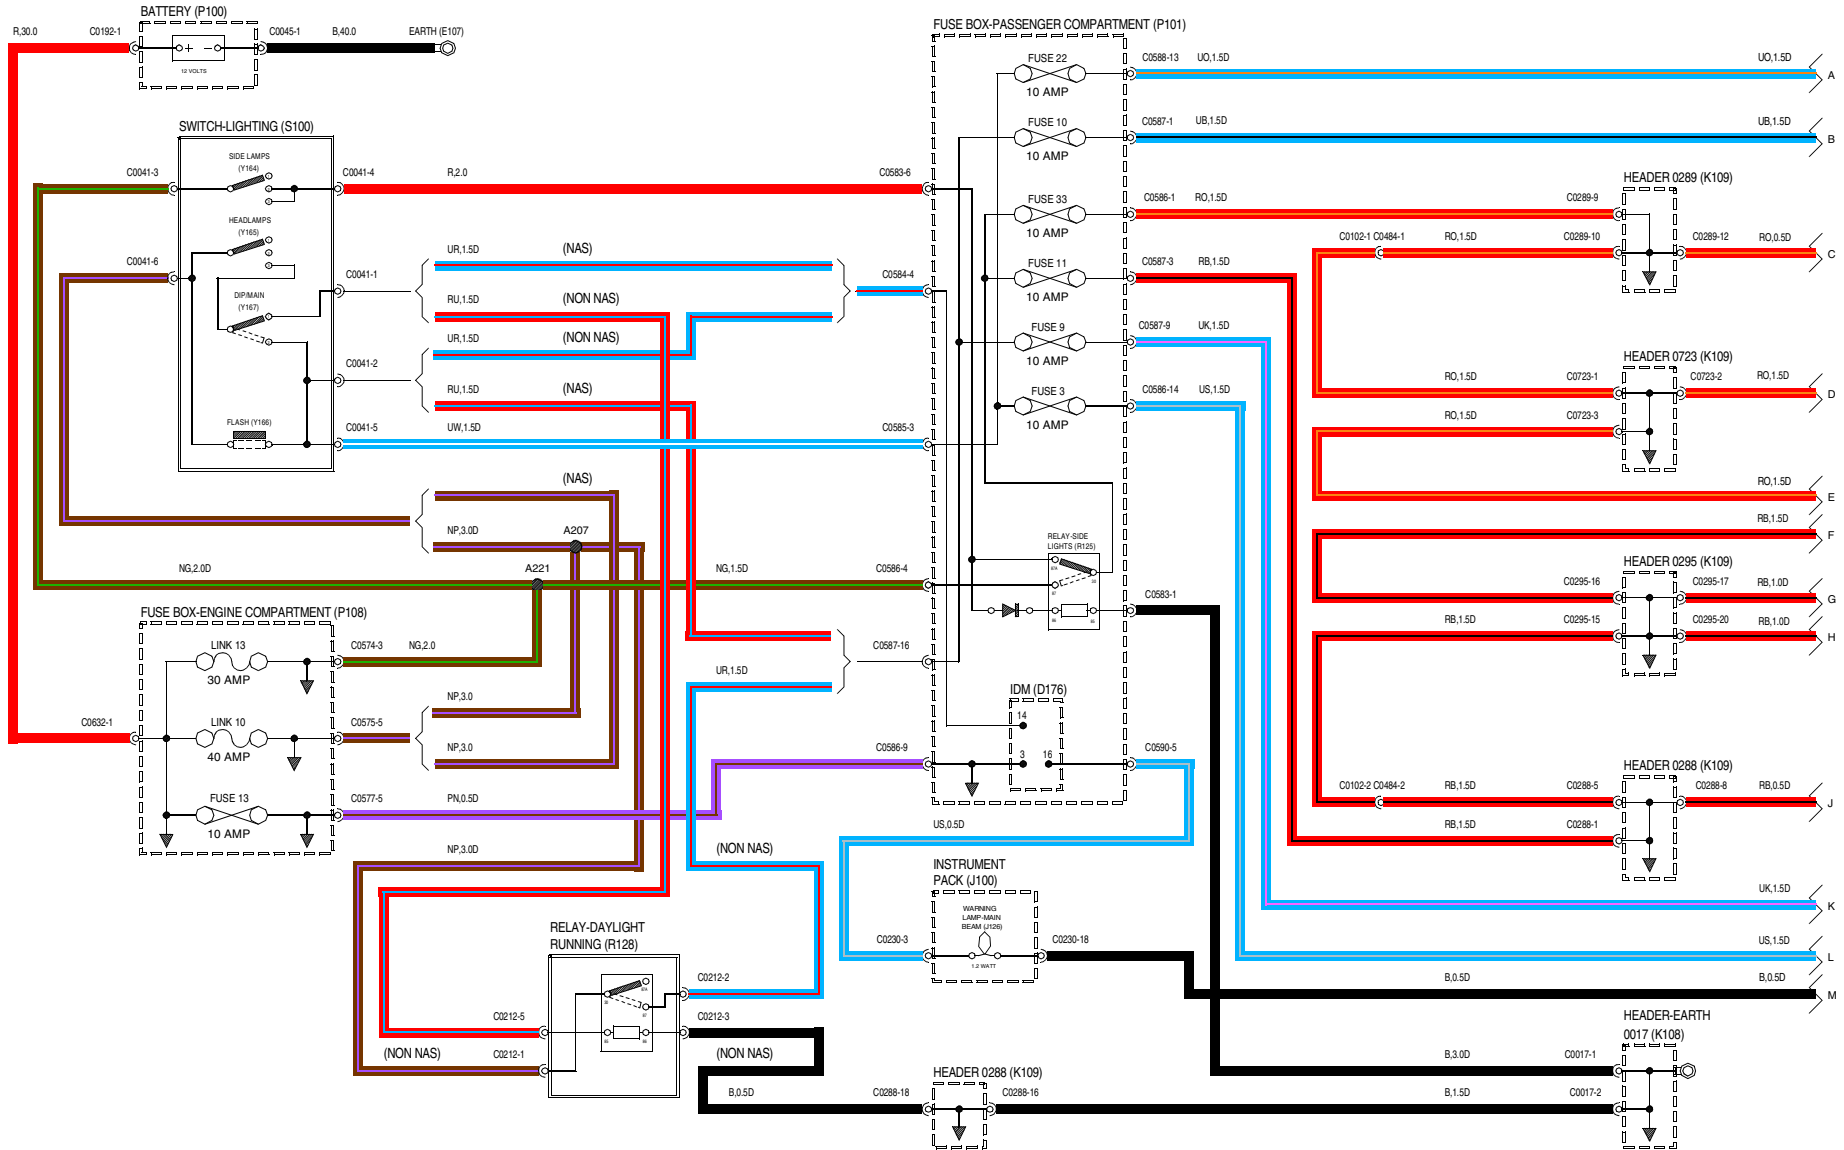 BATTERY (P100)
R,30.0
C0192-1
C0045-1
B,40.0
EARTH (E107)
12 VOLTS
SWITCH-LIGHTING (S100)
SIDE LAMPS
(Y164)
C0041-3
C0041-4
R,2.0
C0583-6
HEADLAMPS
(Y165)
C0041-6
C0041-1
UR,1.5D
(NAS)
C0584-4
RU,1.5D
(NON NAS)
DIP/MAIN
(Y167)
UR,1.5D
(NON NAS)
C0041-2
RU,1.5D
(NAS)
FLASH (Y166)
C0041-5
UW,1.5D
C0585-3
(NAS)
NP,3.0D
A207
NG,2.0D
A221
NG,1.5D
C0586-4
FUSE BOX-ENGINE COMPARTMENT (P108)
LINK 13
30 AMP
C0574-3
NG,2.0
C0632-1
LINK 10
40 AMP
C0575-5
NP,3.0
NP,3.0
FUSE 13
10 AMP
C0577-5
PN,0.5D
C0587-16
UR,1.5D
C0586-9
NP,3.0D
(NON NAS)
RELAY-DAYLIGHT
RUNNING (R128)
87A
30
87
85
86
C0212-2
C0212-5
C0212-3
C0212-1
(NON NAS)
(NON NAS)
B,0.5D
C0288-18
HEADER 0288 (K109)
C0288-16
FUSE BOX-PASSENGER COMPARTMENT (P101)
FUSE 22
10 AMP
C0588-13
UO,1.5D
UO,1.5D
A
FUSE 10
10 AMP
C0587-1
UB,1.5D
UB,1.5D
B
FUSE 33
10 AMP
C0586-1
RO,1.5D
C0289-9
HEADER 0289 (K109)
C0102-1 C0484-1
RO,1.5D
C0289-10
C0289-12
RO,0.5D
C
FUSE 11
10 AMP
C0587-3
RB,1.5D
FUSE 9
10 AMP
C0587-9
UK,1.5D
HEADER 0723 (K109)
RO,1.5D
C0723-1
C0723-2
RO,1.5D
D
FUSE 3
10 AMP
C0586-14
US,1.5D
RO,1.5D
C0723-3
RO,1.5D
E
RB,1.5D
F
RELAY-SIDE
LIGHTS (R125)
87A
30
87
86
85
C0583-1
HEADER 0295 (K109)
C0295-16
C0295-17
RB,1.0D
G
RB,1.5D
C0295-15
C0295-20
RB,1.0D
H
IDM (D176)
14
3
16
C0590-5
US,0.5D
HEADER 0288 (K109)
C0102-2 C0484-2
RB,1.5D
C0288-5
C0288-8
RB,0.5D
J
RB,1.5D
C0288-1
INSTRUMENT
PACK (J100)
WARNING
LAMP-MAIN
BEAM (J126)
1.2 WATT
C0230-3
C0230-18
UK,1.5D
K
US,1.5D
L
B,0.5D
B,0.5D
M
HEADER-EARTH
0017 (K108)
B,3.0D
C0017-1
B,1.5D
C0017-2